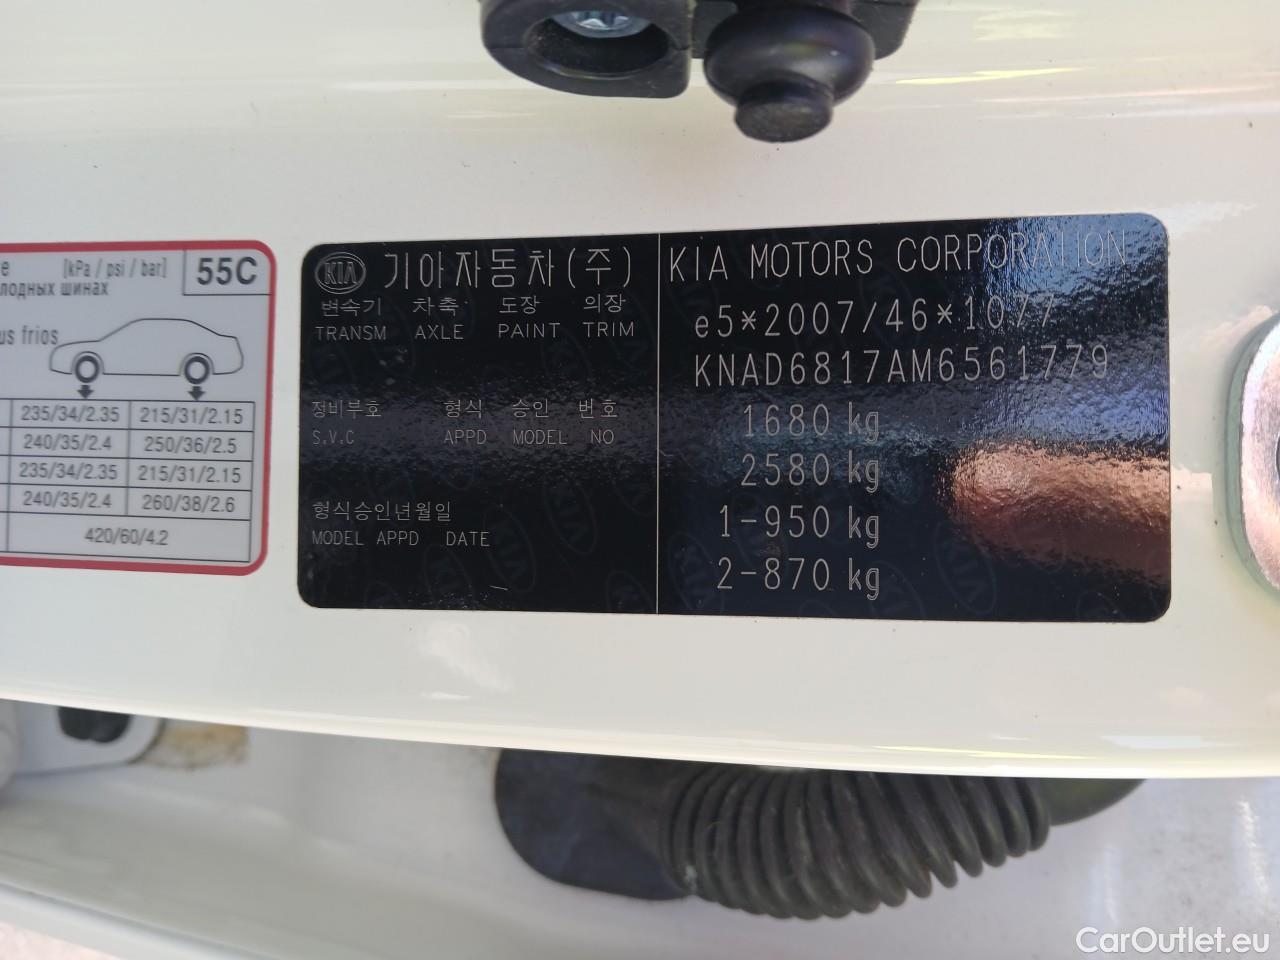 e [kPa / psi / bar] 55C
лодных шинах
us frios
235/34/2.35 215/31/2.15
240/35/2.4 250/36/2.5
235/34/2.35 215/31/2.15
240/35/2.4 260/38/2.6
420/60/4.2
KIA 기아자동차(주)
변속기 차축 도장 의장
TRANSM AXLE PAINT TRIM
정비부호 형식 승인 번호
S.V.C APPD MODEL NO
형식승인년월일
MODEL APPD DATE
KIA MOTORS CORPORATION
e5*2007/46*1077
KNAD6817AM6561779
1680 kg
2580 kg
1-950 kg
2-870 kg
CarOutlet.eu